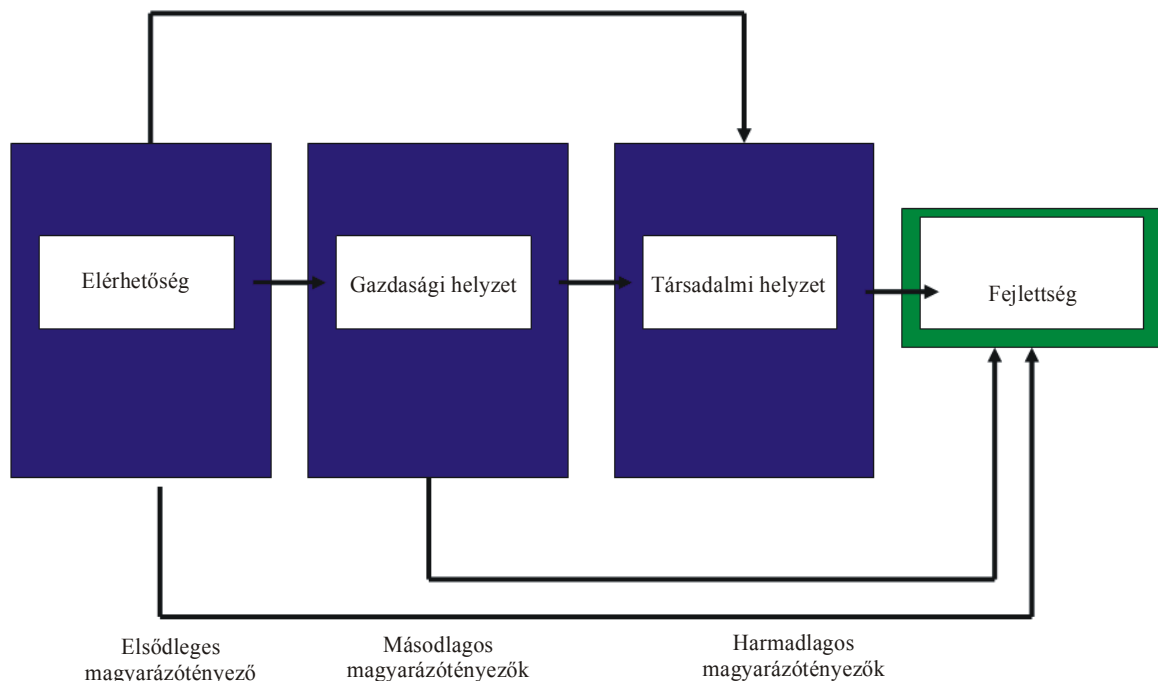 Elérhetőség
Gazdasági helyzet
Társadalmi helyzet
Fejlettség
Elsődleges
magyarázótényező
Másodlagos
magyarázótényezők
Harmadlagos
magyarázótényezők